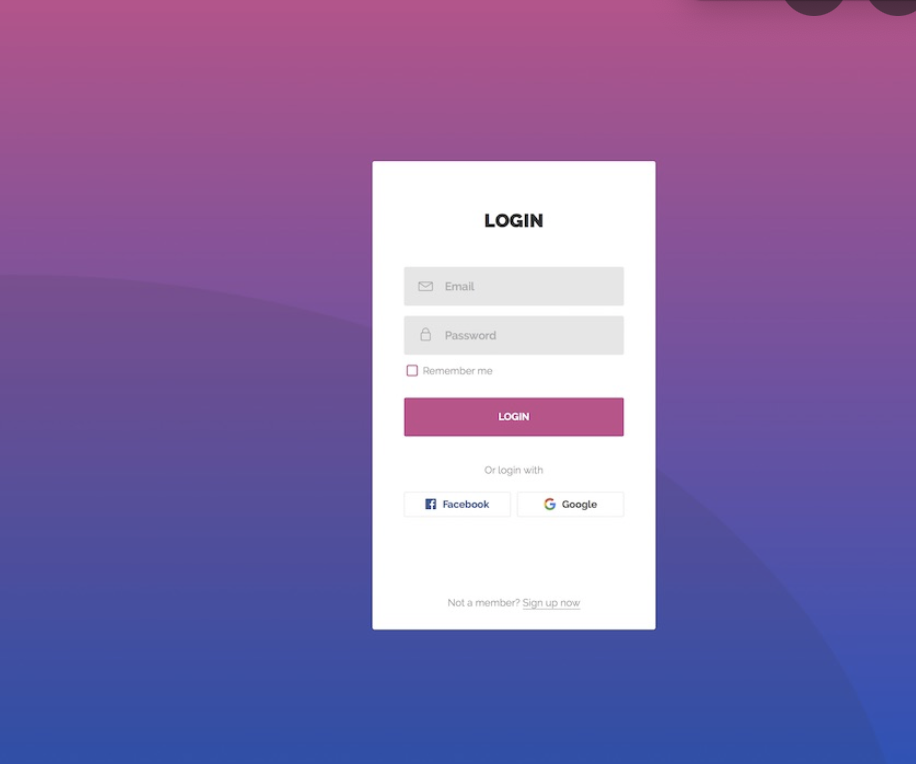 LOGIN
Email
Password
Remember me
LOGIN
Or login with
Facebook
Google
Not a member? Sign up now